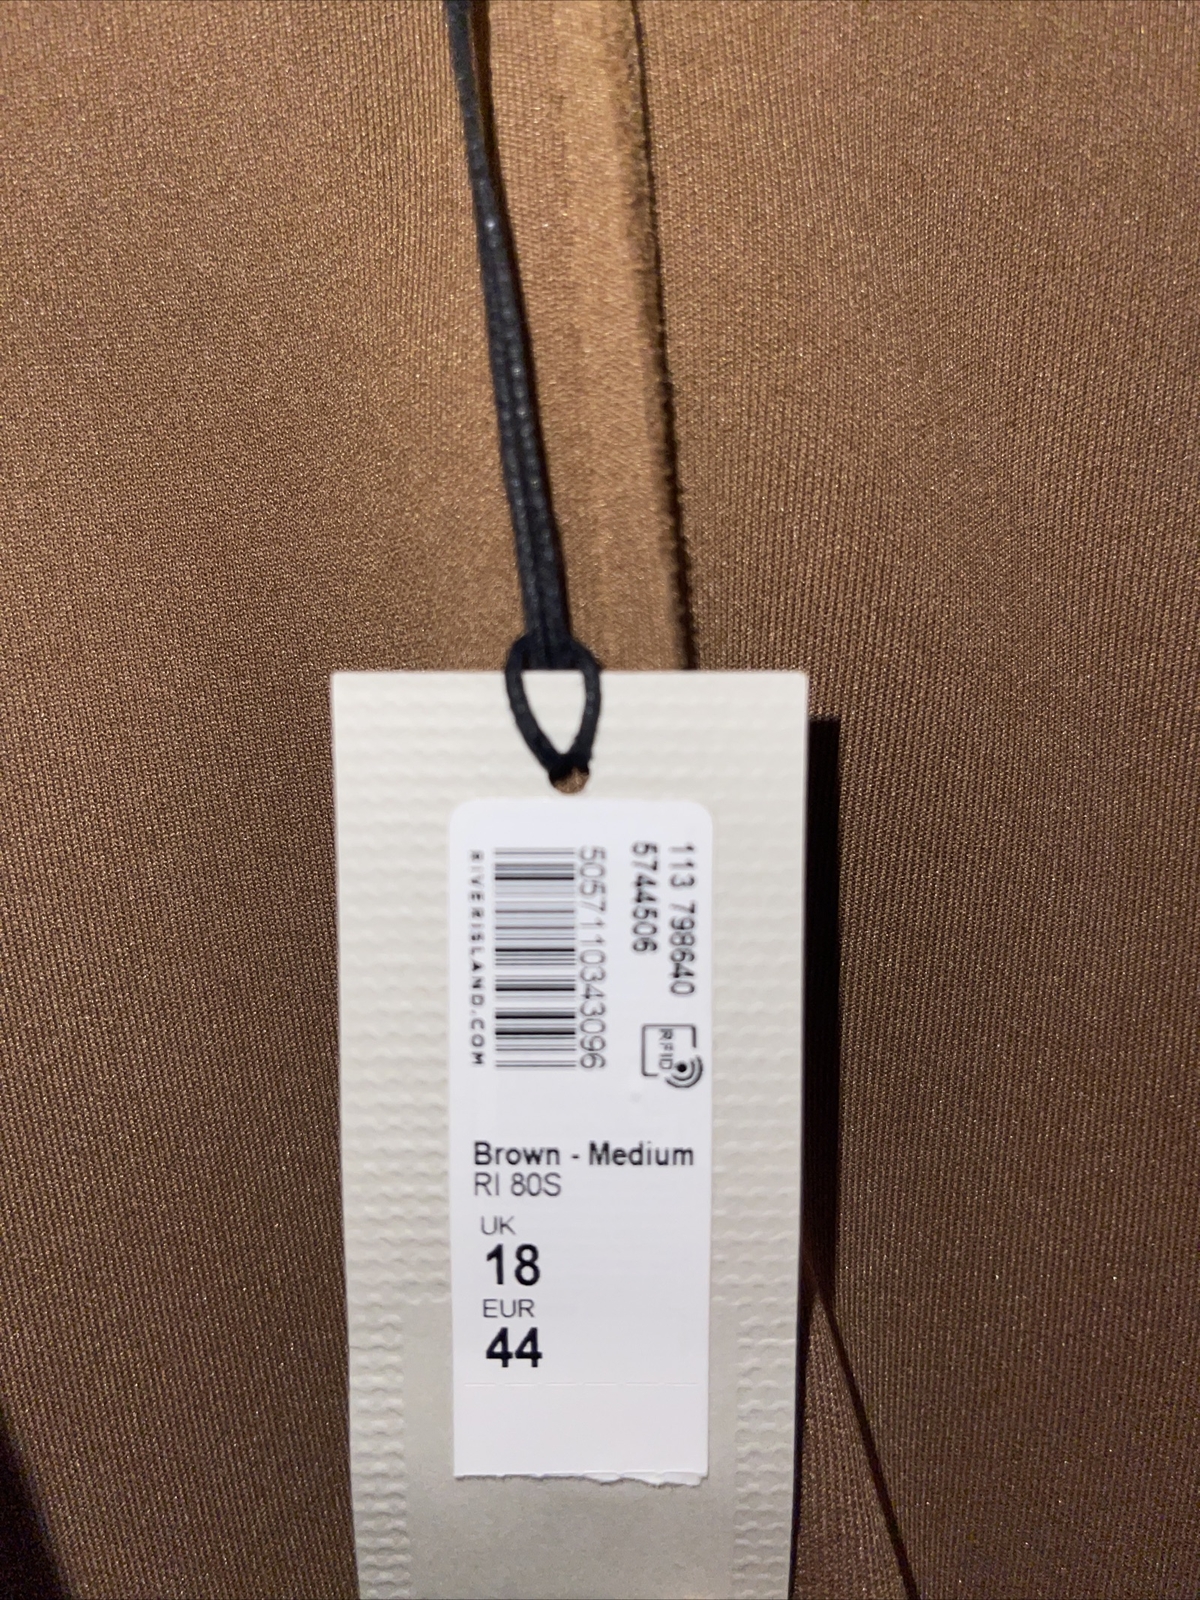 113 798640
5744506
RFID
5057110343096
RIVERISLAND.COM
Brown - Medium
RI 80S
UK
18
EUR
44